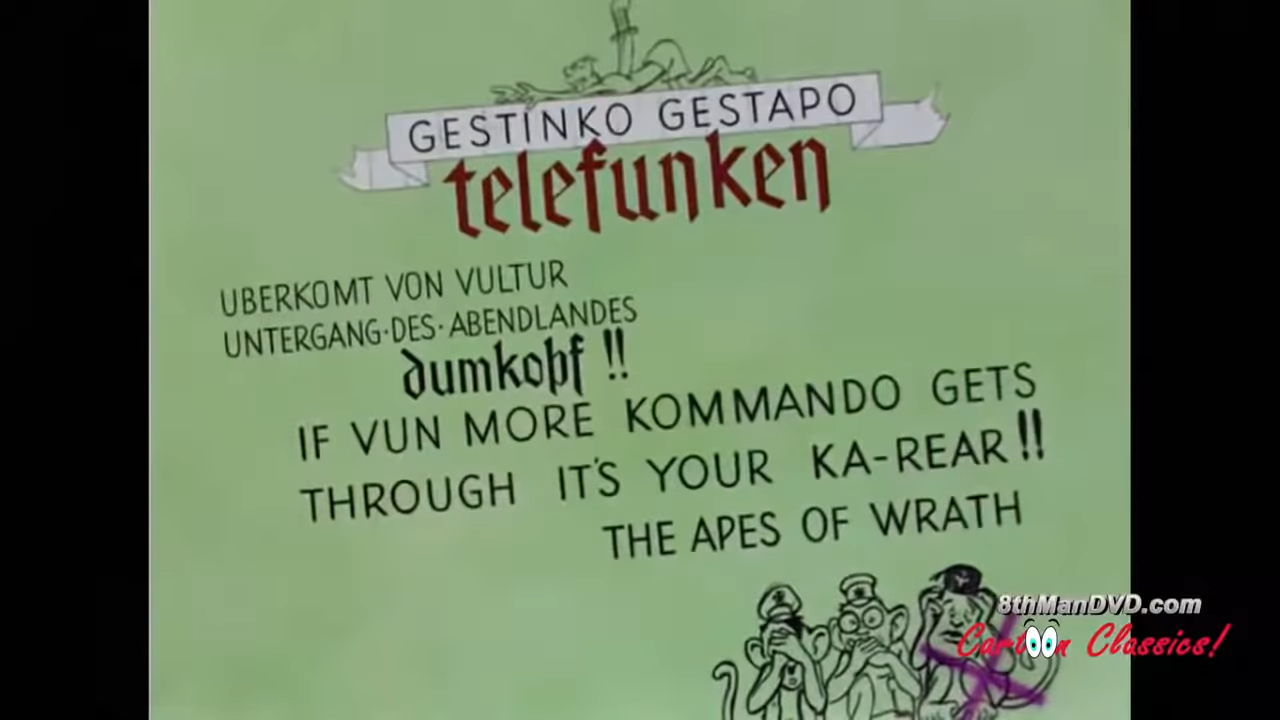 GESTINKO GESTAPO
telefunken
UBERKOMT VON VULTUR
UNTERGANG·DES·ABENDLANDES
dumkopf !!
IF VUN MORE KOMMANDO GETS
THROUGH IT'S YOUR KA-REAR !!
THE APES OF WRATH
8thManDVD.com
Cartoon Classics!